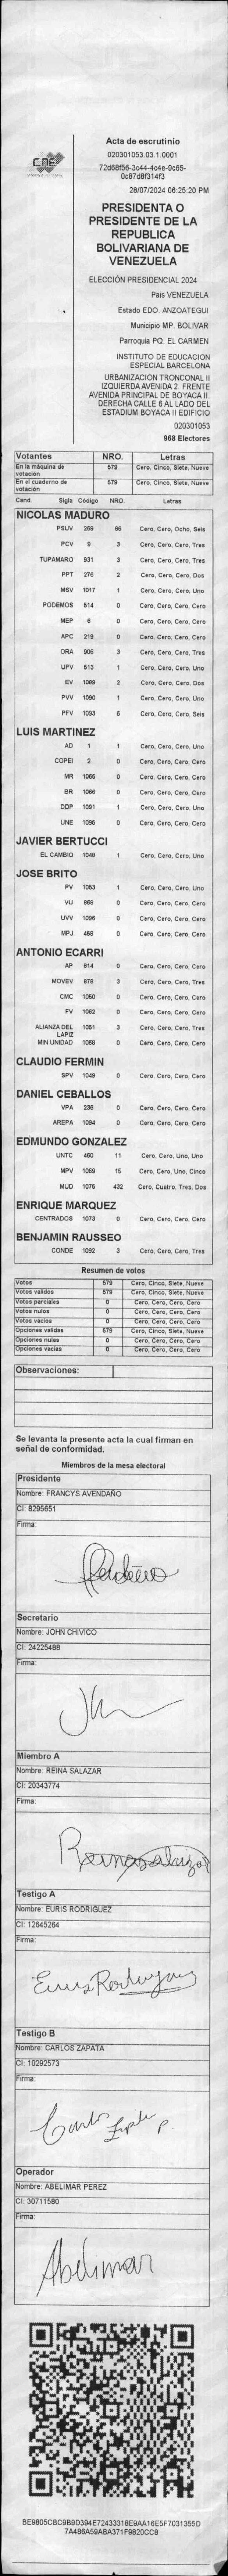 CNE
Acta de escrutinio
020301053.03.1.0001
72d68f56-3c44-4c4e-9c65-
0c87d8f314f3
28/07/2024 06:25:20 PM
PRESIDENTA O
PRESIDENTE DE LA
REPUBLICA
BOLIVARIANA DE
VENEZUELA
ELECCIÓN PRESIDENCIAL 2024
Pais VENEZUELA
Estado EDO. ANZOATEGUI
Municipio MP. BOLIVAR
Parroquia PQ. EL CARMEN
INSTITUTO DE EDUCACION
ESPECIAL BARCELONA
URBANIZACION TRONCONAL II
IZQUIERDA AVENIDA 2. FRENTE
AVENIDA PRINCIPAL DE BOYACA II.
DERECHA CALLE 6 AL LADO DEL
ESTADIUM BOYACA II EDIFICIO
020301053
968 Electores
Votantes NRO. Letras
En la máquina de votación 579 Cero, Cinco, Siete, Nueve
En el cuaderno de votación 579 Cero, Cinco, Siete, Nueve
Cand. Sigla Código NRO. Letras
NICOLAS MADURO
PSUV 269 86 Cero, Cero, Ocho, Seis
PCV 9 3 Cero, Cero, Cero, Tres
TUPAMARO 931 3 Cero, Cero, Cero, Tres
PPT 276 2 Cero, Cero, Cero, Dos
MSV 1017 1 Cero, Cero, Cero, Uno
PODEMOS 514 0 Cero, Cero, Cero, Cero
MEP 6 0 Cero, Cero, Cero, Cero
APC 219 0 Cero, Cero, Cero, Cero
ORA 906 3 Cero, Cero, Cero, Tres
UPV 513 1 Cero, Cero, Cero, Uno
EV 1089 2 Cero, Cero, Cero, Dos
PVV 1090 1 Cero, Cero, Cero, Uno
PFV 1093 6 Cero, Cero, Cero, Seis
LUIS MARTINEZ
AD 1 1 Cero, Cero, Cero, Uno
COPEI 2 0 Cero, Cero, Cero, Cero
MR 1065 0 Cero, Cero, Cero, Cero
BR 1066 0 Cero, Cero, Cero, Cero
DDP 1091 1 Cero, Cero, Cero, Uno
UNE 1095 0 Cero, Cero, Cero, Cero
JAVIER BERTUCCI
EL CAMBIO 1048 1 Cero, Cero, Cero, Uno
JOSE BRITO
PV 1053 1 Cero, Cero, Cero, Uno
VU 868 0 Cero, Cero, Cero, Cero
UVV 1096 0 Cero, Cero, Cero, Cero
MPJ 458 0 Cero, Cero, Cero, Cero
ANTONIO ECARRI
AP 814 0 Cero, Cero, Cero, Cero
MOVEV 878 3 Cero, Cero, Cero, Tres
CMC 1050 0 Cero, Cero, Cero, Cero
FV 1062 0 Cero, Cero, Cero, Cero
ALIANZA DEL LAPIZ 1051 3 Cero, Cero, Cero, Tres
MIN UNIDAD 1068 0 Cero, Cero, Cero, Cero
CLAUDIO FERMIN
SPV 1049 0 Cero, Cero, Cero, Cero
DANIEL CEBALLOS
VPA 236 0 Cero, Cero, Cero, Cero
AREPA 1094 0 Cero, Cero, Cero, Cero
EDMUNDO GONZALEZ
UNTC 460 11 Cero, Cero, Uno, Uno
MPV 1069 15 Cero, Cero, Uno, Cinco
MUD 1075 432 Cero, Cuatro, Tres, Dos
ENRIQUE MARQUEZ
CENTRADOS 1073 0 Cero, Cero, Cero, Cero
BENJAMIN RAUSSEO
CONDE 1092 3 Cero, Cero, Cero, Tres
Resumen de votos
Votos 579 Cero, Cinco, Siete, Nueve
Votos validos 579 Cero, Cinco, Siete, Nueve
Votos parciales 0 Cero, Cero, Cero, Cero
Votos nulos 0 Cero, Cero, Cero, Cero
Votos vacios 0 Cero, Cero, Cero, Cero
Opciones validas 579 Cero, Cinco, Siete, Nueve
Opciones nulas 0 Cero, Cero, Cero, Cero
Opciones vacias 0 Cero, Cero, Cero, Cero
Observaciones:
Se levanta la presente acta la cual firman en
señal de conformidad.
Miembros de la mesa electoral
Presidente
Nombre: FRANCYS AVENDAÑO
CI: 8295651
Firma:
Secretario
Nombre: JOHN CHIVICO
CI: 24225488
Firma:
Miembro A
Nombre: REINA SALAZAR
CI: 20343774
Firma:
Reinasalazar
Testigo A
Nombre: EURIS RODRIGUEZ
CI: 12645264
Firma:
Euris Rodriguez
Testigo B
Nombre: CARLOS ZAPATA
CI: 10292573
Firma:
Carlos Zapata P.
Operador
Nombre: ABELIMAR PEREZ
CI: 30711580
Firma:
Abelimar
BE9805CBC9B9D394E72433318E9AA16E5F7031355D
7A486A59ABA371F9820CC8